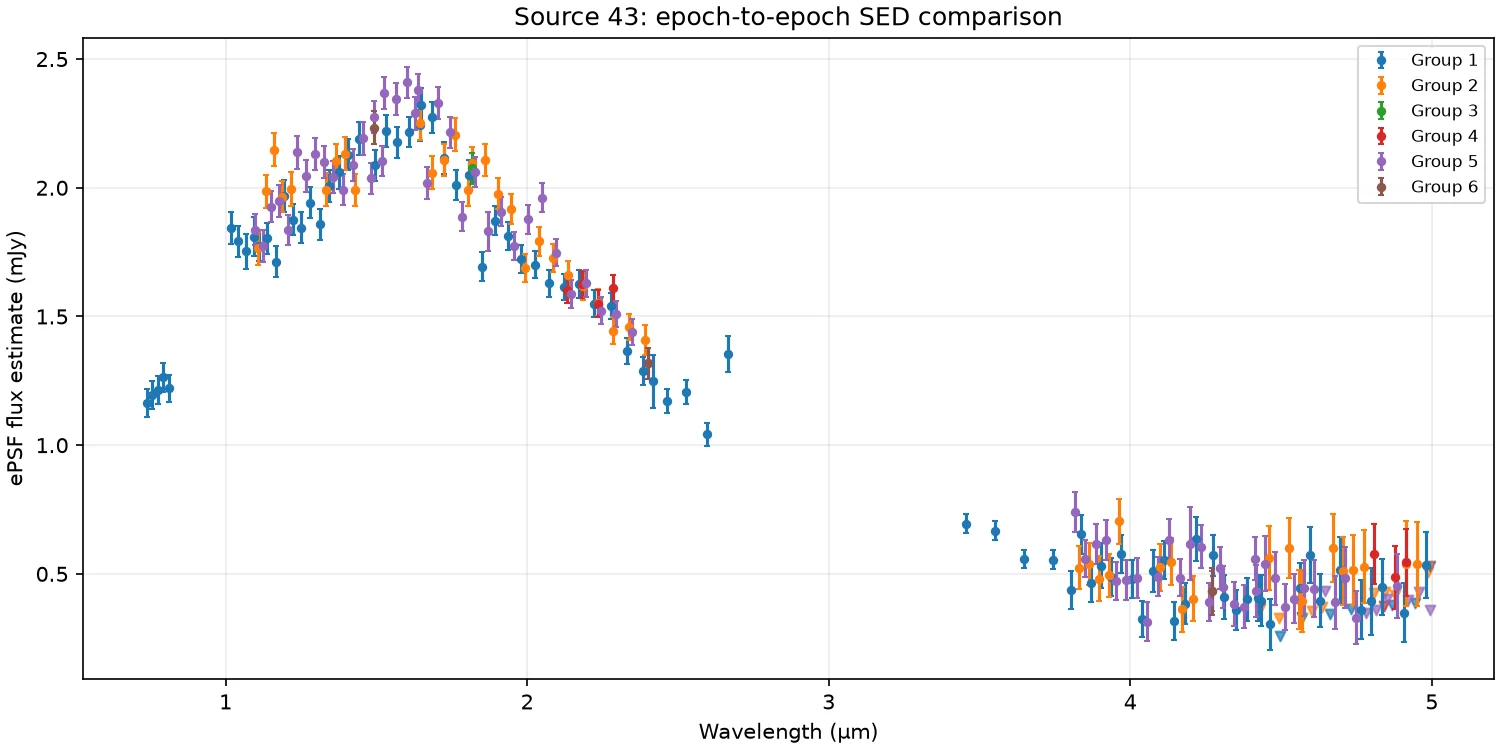 Source 43: epoch-to-epoch SED comparison
ePSF flux estimate (mJy)
2.5
2.0
1.5
1.0
0.5
Group 1
Group 2
Group 3
Group 4
Group 5
Group 6
1 2 3 4 5
Wavelength (μm)